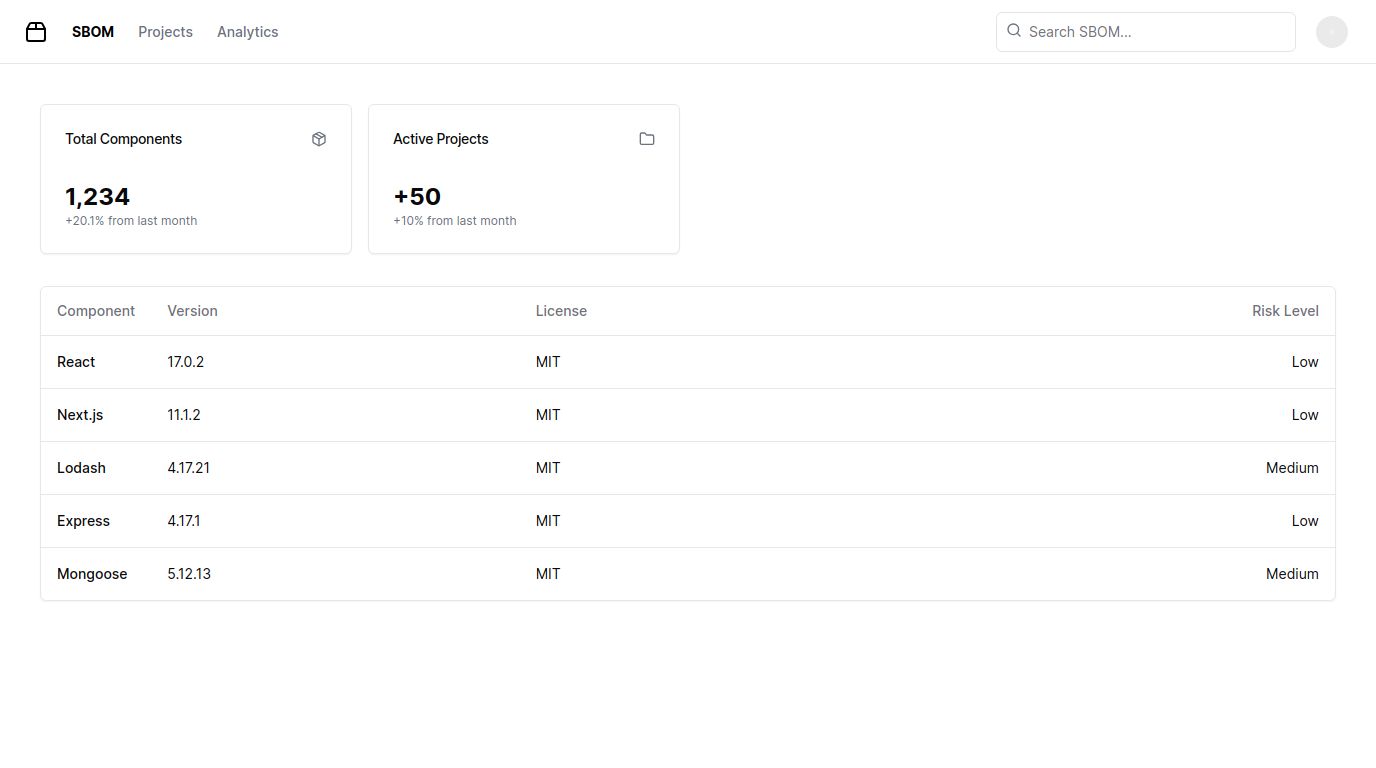 SBOM Projects Analytics Search SBOM...
Total Components
1,234
+20.1% from last month
Active Projects
+50
+10% from last month
Component Version License Risk Level
React 17.0.2 MIT Low
Next.js 11.1.2 MIT Low
Lodash 4.17.21 MIT Medium
Express 4.17.1 MIT Low
Mongoose 5.12.13 MIT Medium